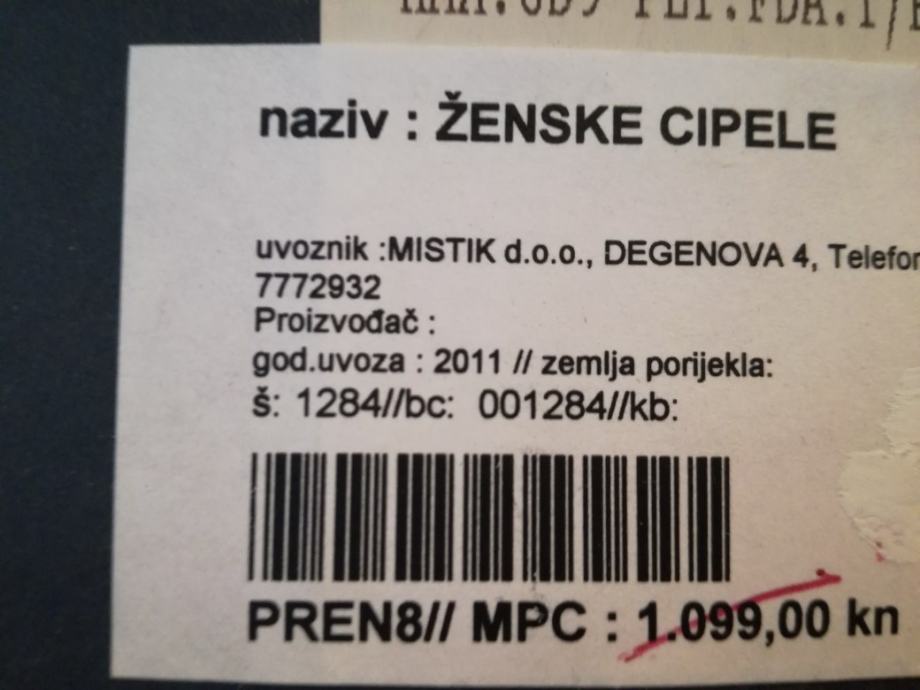 naziv : ŽENSKE CIPELE
uvoznik :MISTIK d.o.o., DEGENOVA 4, Telefon
7772932
Proizvođač :
god.uvoza : 2011 // zemlja porijekla:
š: 1284//bc: 001284//kb:
PREN8// MPC : 1.099,00 kn